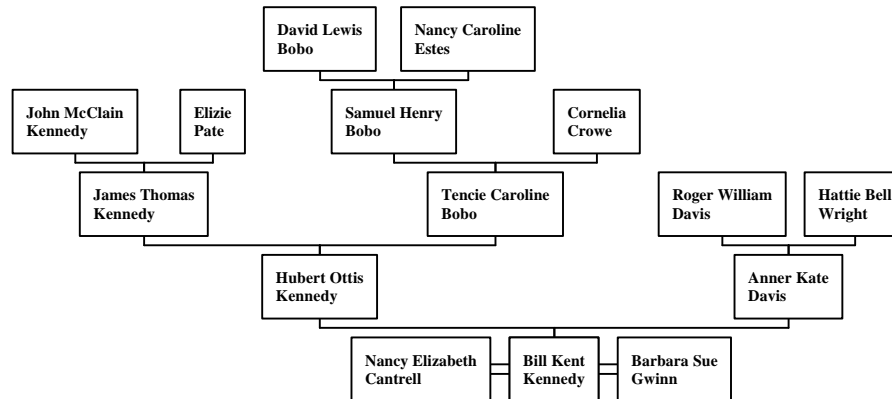 David Lewis
Bobo
Nancy Caroline
Estes
John McClain
Kennedy
Elizie
Pate
Samuel Henry
Bobo
Cornelia
Crowe
James Thomas
Kennedy
Tencie Caroline
Bobo
Roger William
Davis
Hattie Bell
Wright
Hubert Ottis
Kennedy
Anner Kate
Davis
Nancy Elizabeth
Cantrell
Bill Kent
Kennedy
Barbara Sue
Gwinn